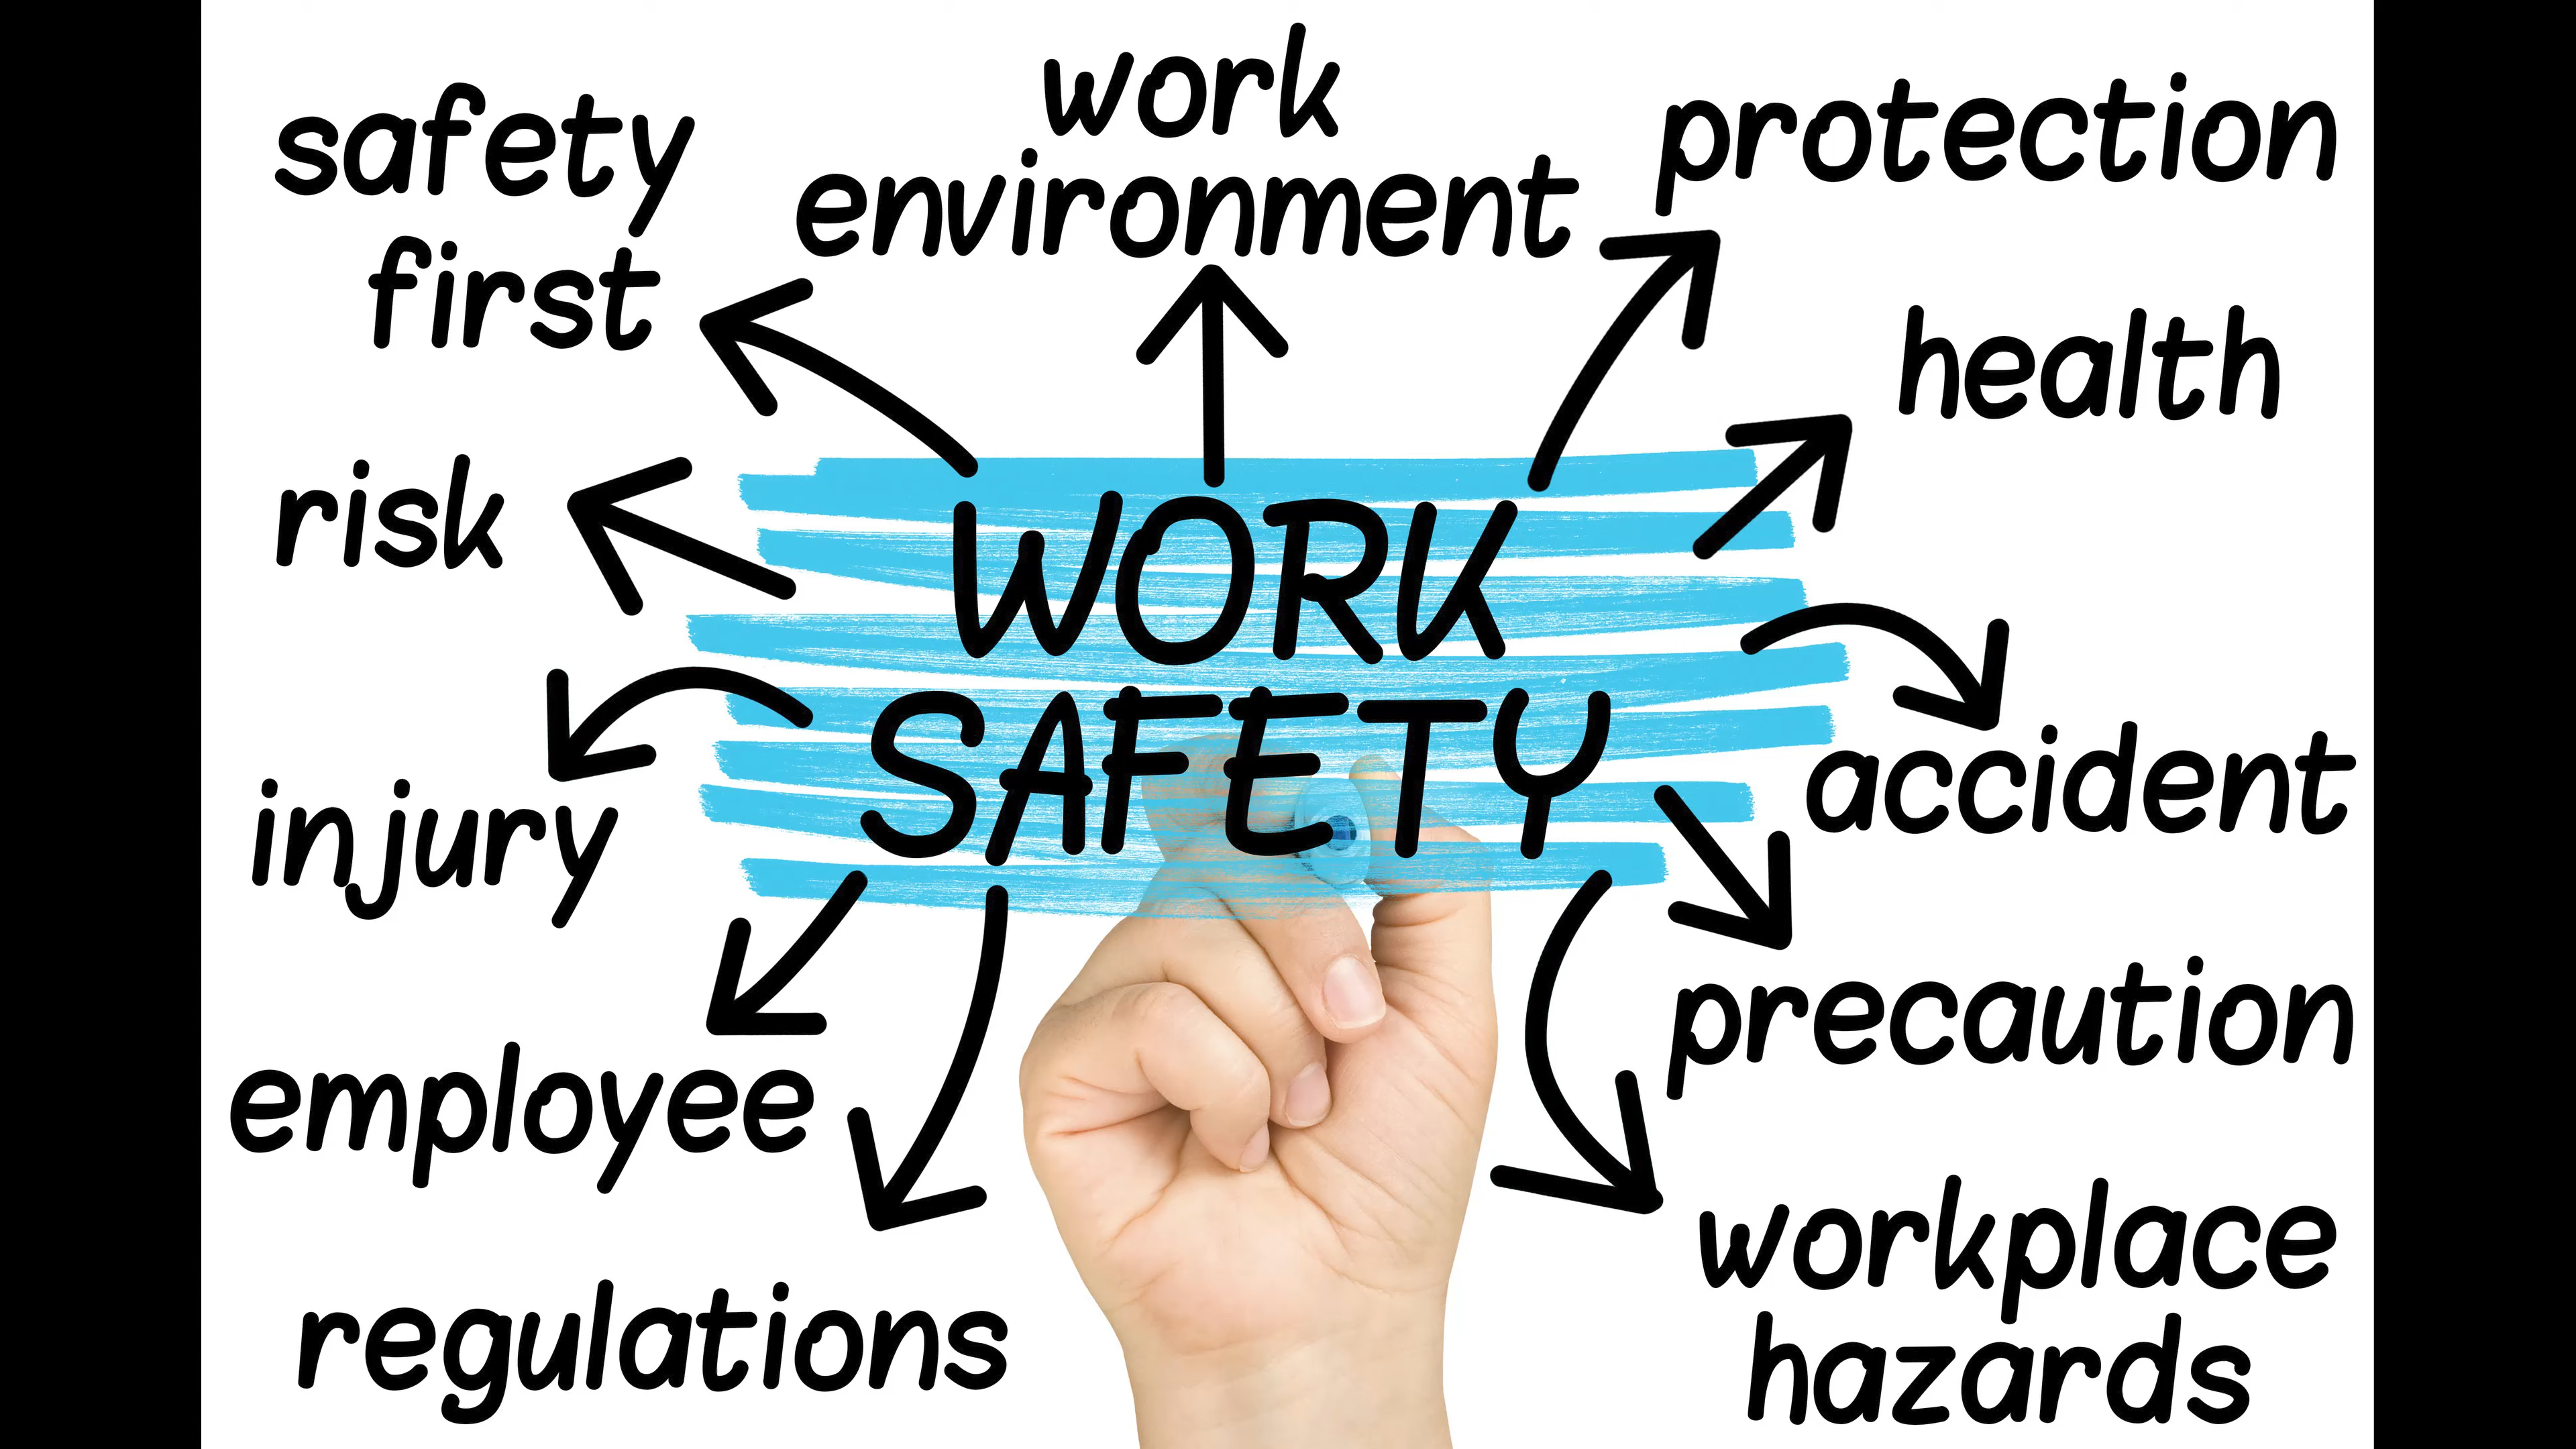 work
environment
safety
first
protection
health
risk
WORK
SAFETY
injury
accident
employee
precaution
regulations
workplace
hazards